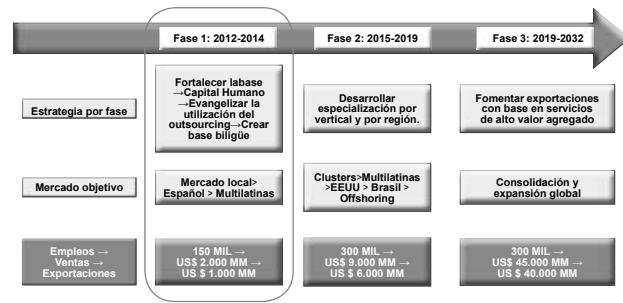 Fase 1: 2012-2014
Fase 2: 2015-2019
Fase 3: 2019-2032
Estrategia por fase
Fortalecer labase
→Capital Humano
→Evangelizar la
utilización del
outsourcing→Crear
base biligüe
Desarrollar
especialización por
vertical y por región.
Fomentar exportaciones
con base en servicios
de alto valor agregado
Mercado objetivo
Mercado local>
Español > Multilatinas
Clusters>Multilatinas
>EEUU > Brasil >
Offshoring
Consolidación y
expansión global
Empleos →
Ventas →
Exportaciones
150 MIL →
US$ 2.000 MM →
US $ 1.000 MM
300 MIL →
US$ 9.000 MM →
US $ 6.000 MM
300 MIL →
US$ 45.000 MM →
US $ 40.000 MM